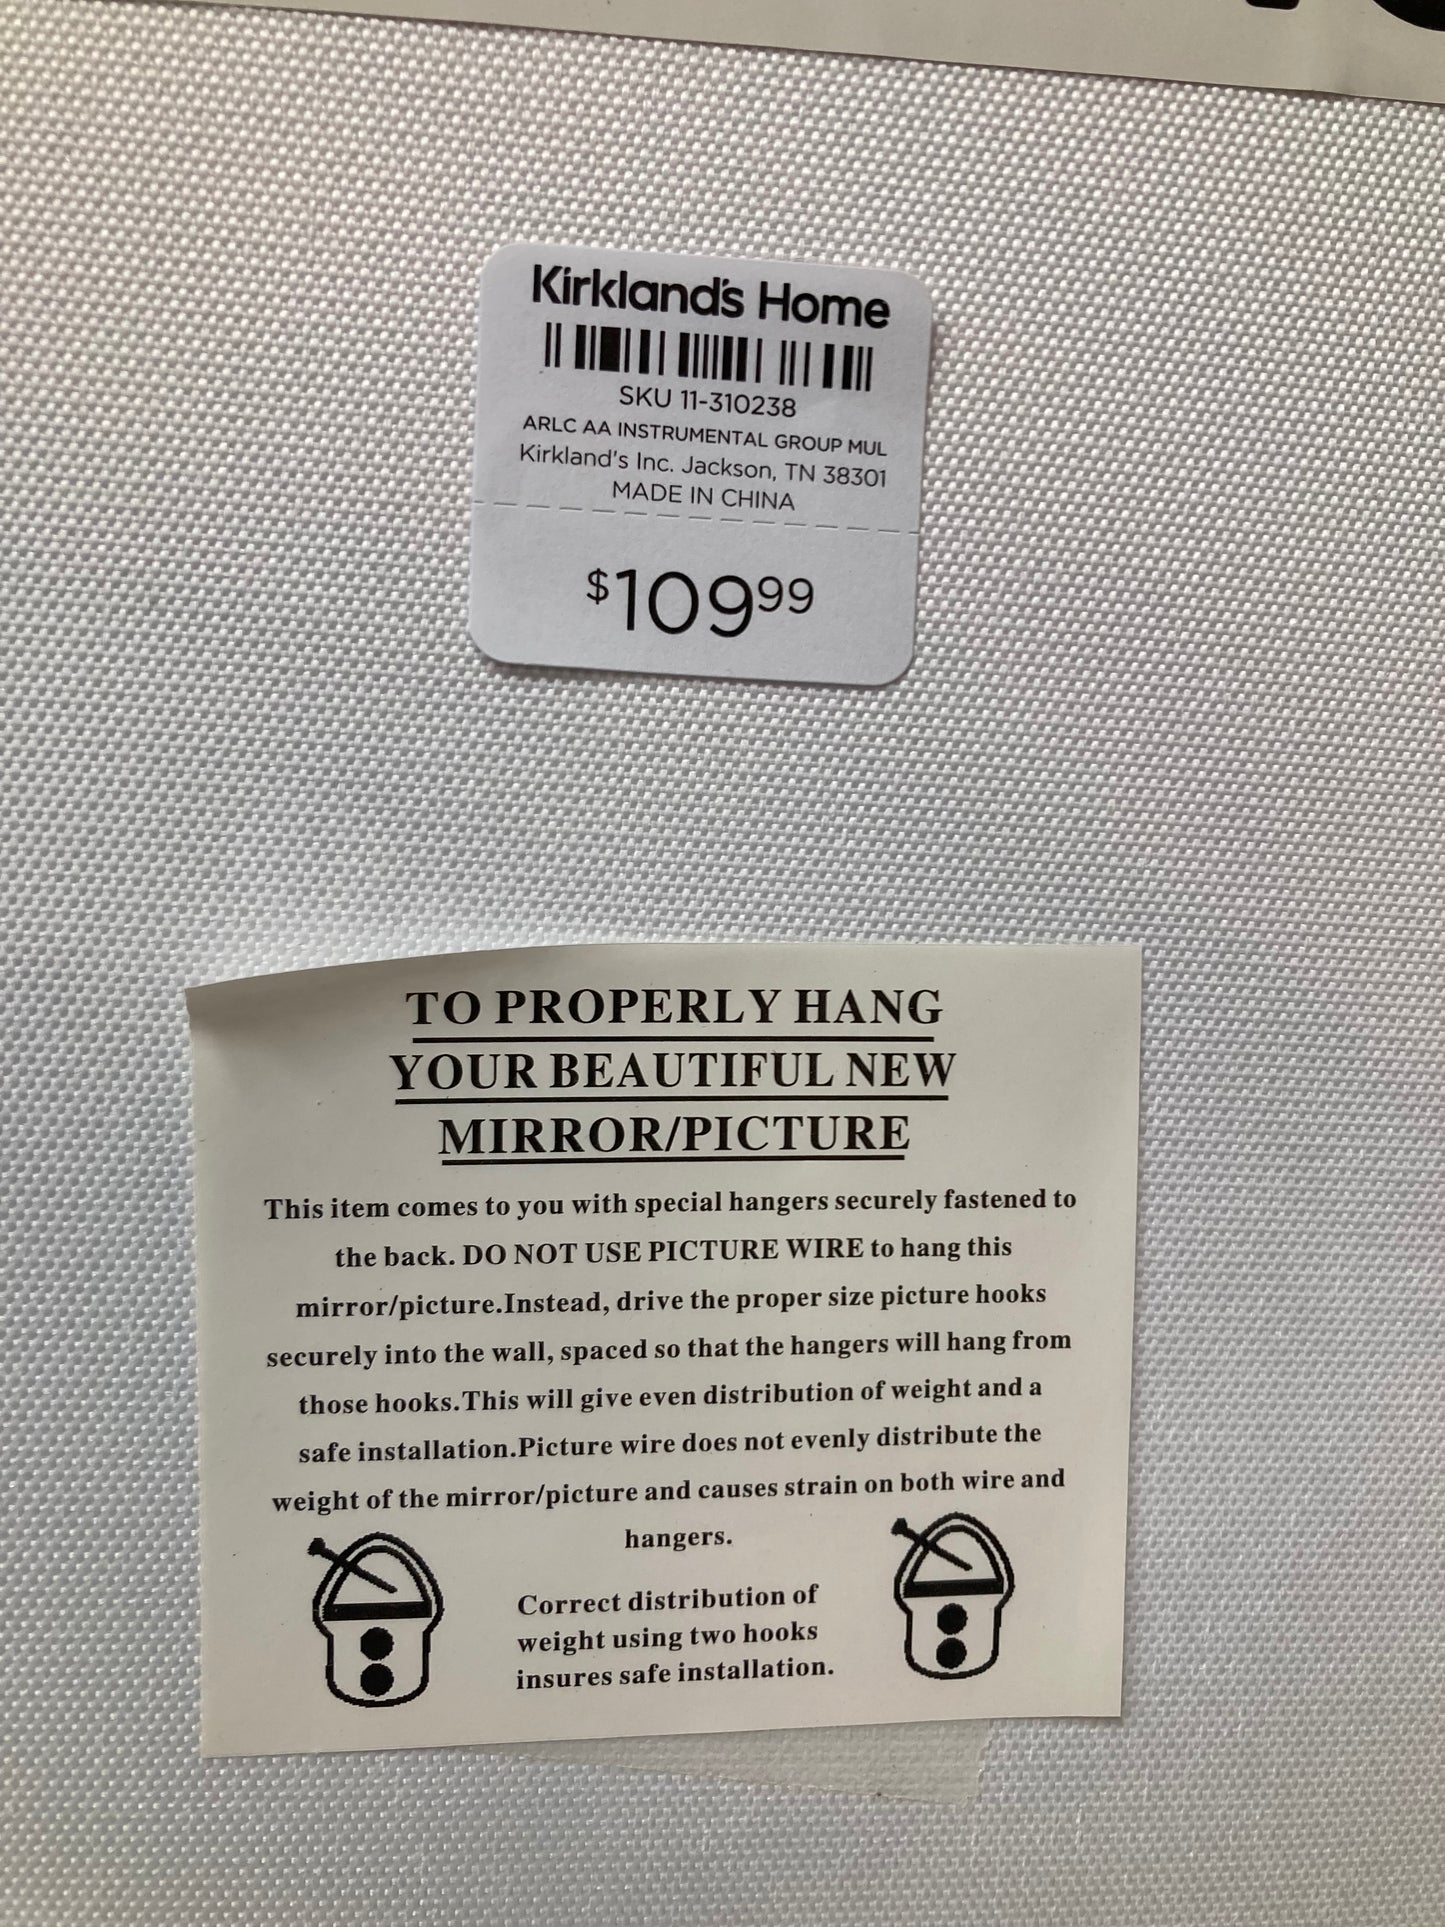 Kirkland's Home
SKU 11-310238
ARLC AA INSTRUMENTAL GROUP MUL
Kirkland's Inc. Jackson, TN 38301
MADE IN CHINA
$10999
TO PROPERLY HANG
YOUR BEAUTIFUL NEW
MIRROR/PICTURE
This item comes to you with special hangers securely fastened to
the back. DO NOT USE PICTURE WIRE to hang this
mirror/picture.Instead, drive the proper size picture hooks
securely into the wall, spaced so that the hangers will hang from
those hooks.This will give even distribution of weight and a
safe installation.Picture wire does not evenly distribute the
weight of the mirror/picture and causes strain on both wire and
hangers.
Correct distribution of
weight using two hooks
insures safe installation.